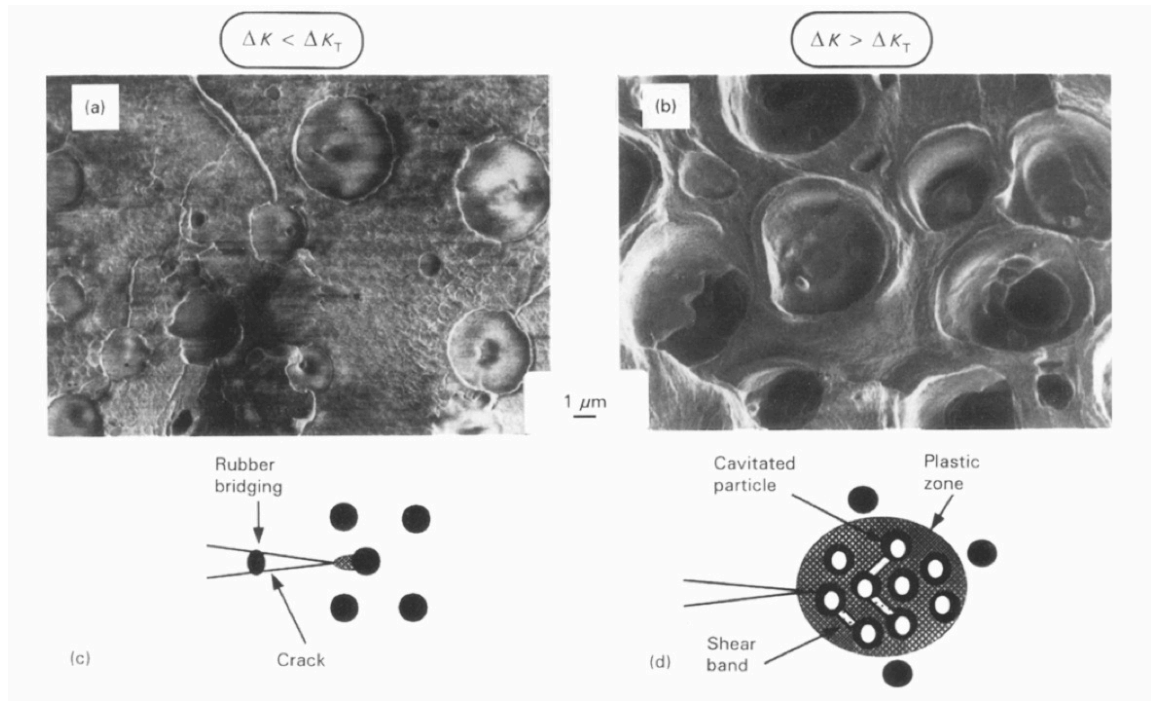 ΔK < ΔK_T
ΔK > ΔK_T
(a)
(b)
1 μm
Rubber
bridging
Cavitated
particle
Plastic
zone
Crack
Shear
band
(c)
(d)